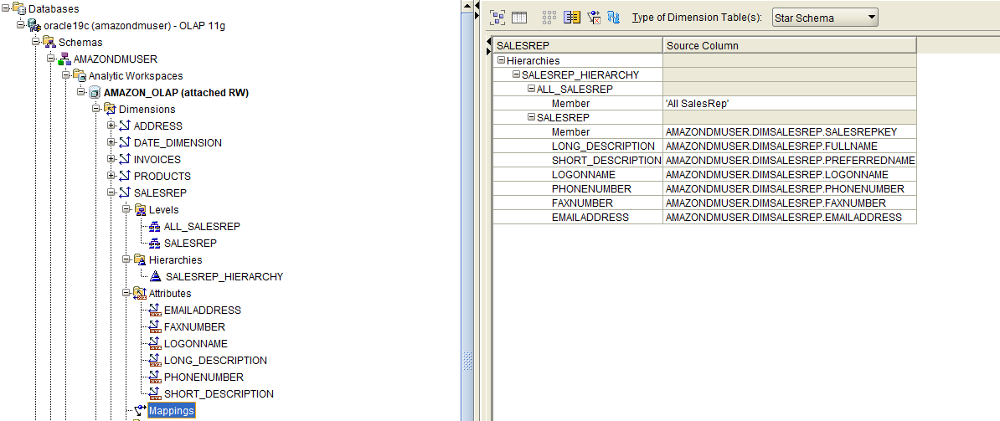 Databases
oracle19c (amazondmuser) - OLAP 11g
Schemas
AMAZONDMUSER
Analytic Workspaces
AMAZON_OLAP (attached RW)
Dimensions
ADDRESS
DATE_DIMENSION
INVOICES
PRODUCTS
SALESREP
Levels
ALL_SALESREP
SALESREP
Hierarchies
SALESREP_HIERARCHY
Attributes
EMAILADDRESS
FAXNUMBER
LOGONNAME
LONG_DESCRIPTION
PHONENUMBER
SHORT_DESCRIPTION
Mappings
Type of Dimension Table(s): Star Schema
SALESREP Source Column
Hierarchies
SALESREP_HIERARCHY
ALL_SALESREP
Member 'All SalesRep'
SALESREP
Member AMAZONDMUSER.DIMSALESREP.SALESREPKEY
LONG_DESCRIPTION AMAZONDMUSER.DIMSALESREP.FULLNAME
SHORT_DESCRIPTION AMAZONDMUSER.DIMSALESREP.PREFERREDNAME
LOGONNAME AMAZONDMUSER.DIMSALESREP.LOGONNAME
PHONENUMBER AMAZONDMUSER.DIMSALESREP.PHONENUMBER
FAXNUMBER AMAZONDMUSER.DIMSALESREP.FAXNUMBER
EMAILADDRESS AMAZONDMUSER.DIMSALESREP.EMAILADDRESS